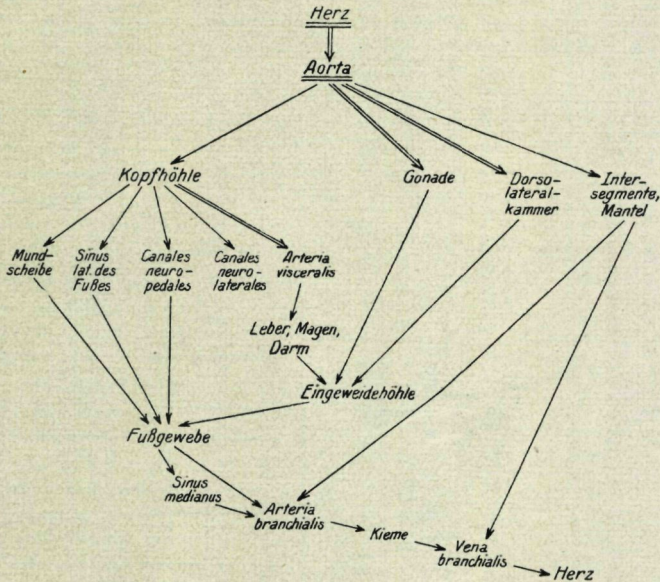 Herz
Aorta
Kopfhöhle
Gonade
Dorso-
lateral-
kammer
Inter-
segmente,
Mantel
Mund-
scheibe
Sinus
lat. des
Fußes
Canales
neuro-
pedales
Canales
neuro-
laterales
Arteria
visceralis
Leber, Magen,
Darm
Eingeweidehöhle
Fußgewebe
Sinus
medianus
Arteria
branchialis
Kieme
Vena
branchialis
Herz